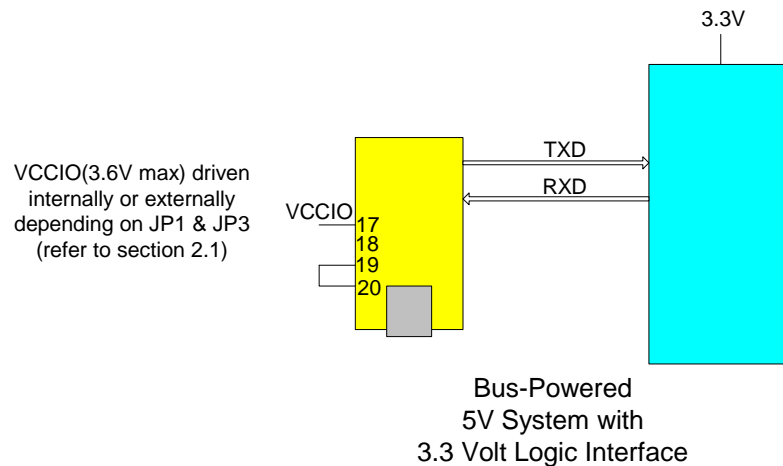 3.3V
TXD
RXD
VCCIO(3.6V max) driven
internally or externally
depending on JP1 & JP3
(refer to section 2.1)
VCCIO
17
18
19
20
Bus-Powered
5V System with
3.3 Volt Logic Interface